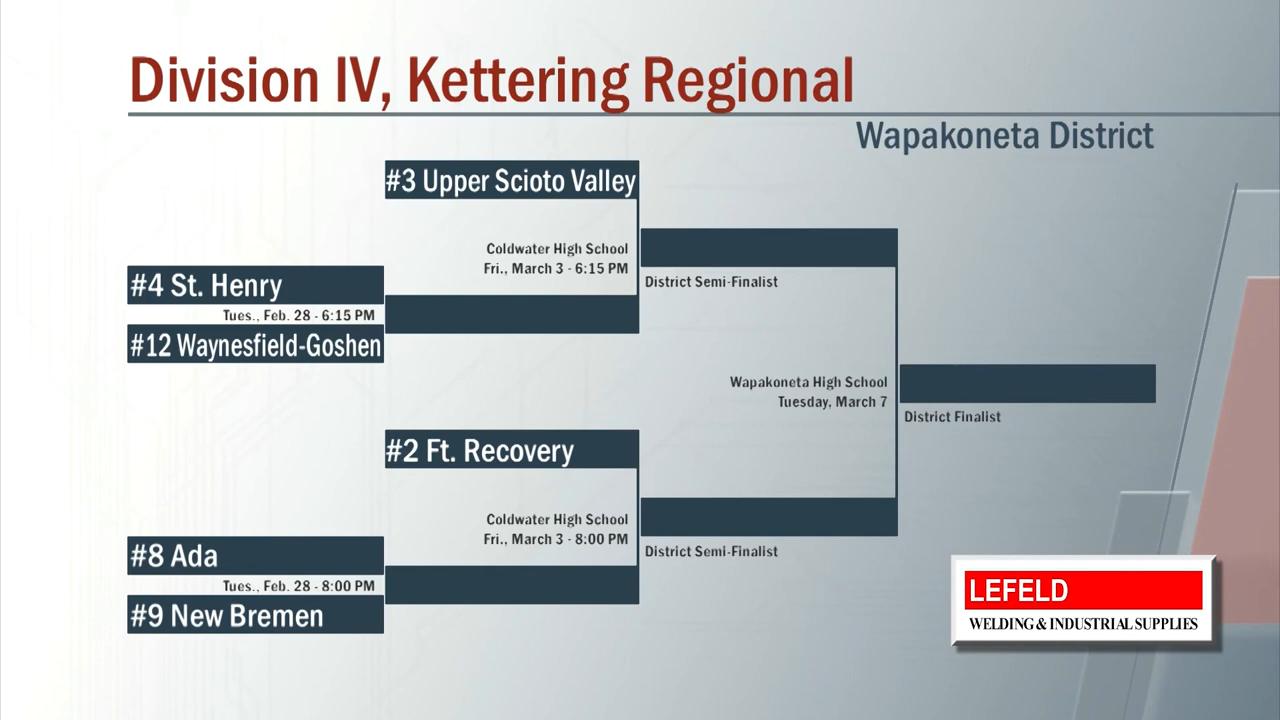 Division IV, Kettering Regional
Wapakoneta District
#3 Upper Scioto Valley
Coldwater High School
Fri., March 3 - 6:15 PM
District Semi-Finalist
#4 St. Henry
Tues., Feb. 28 - 6:15 PM
#12 Waynesfield-Goshen
Wapakoneta High School
Tuesday, March 7
District Finalist
#2 Ft. Recovery
Coldwater High School
Fri., March 3 - 8:00 PM
District Semi-Finalist
#8 Ada
Tues., Feb. 28 - 8:00 PM
#9 New Bremen
LEFELD
WELDING & INDUSTRIAL SUPPLIES